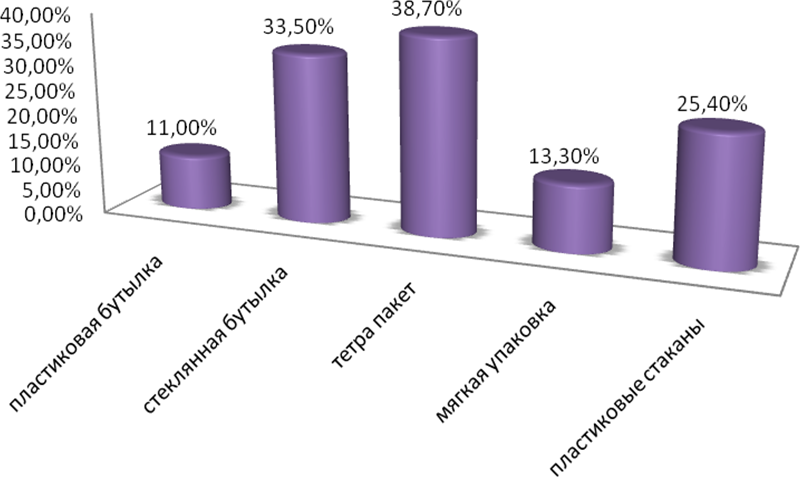 40,00%
35,00%
30,00%
25,00%
20,00%
15,00%
10,00%
5,00%
0,00%
11,00%
33,50%
38,70%
13,30%
25,40%
пластиковая бутылка
стеклянная бутылка
тетра пакет
мягкая упаковка
пластиковые стаканы